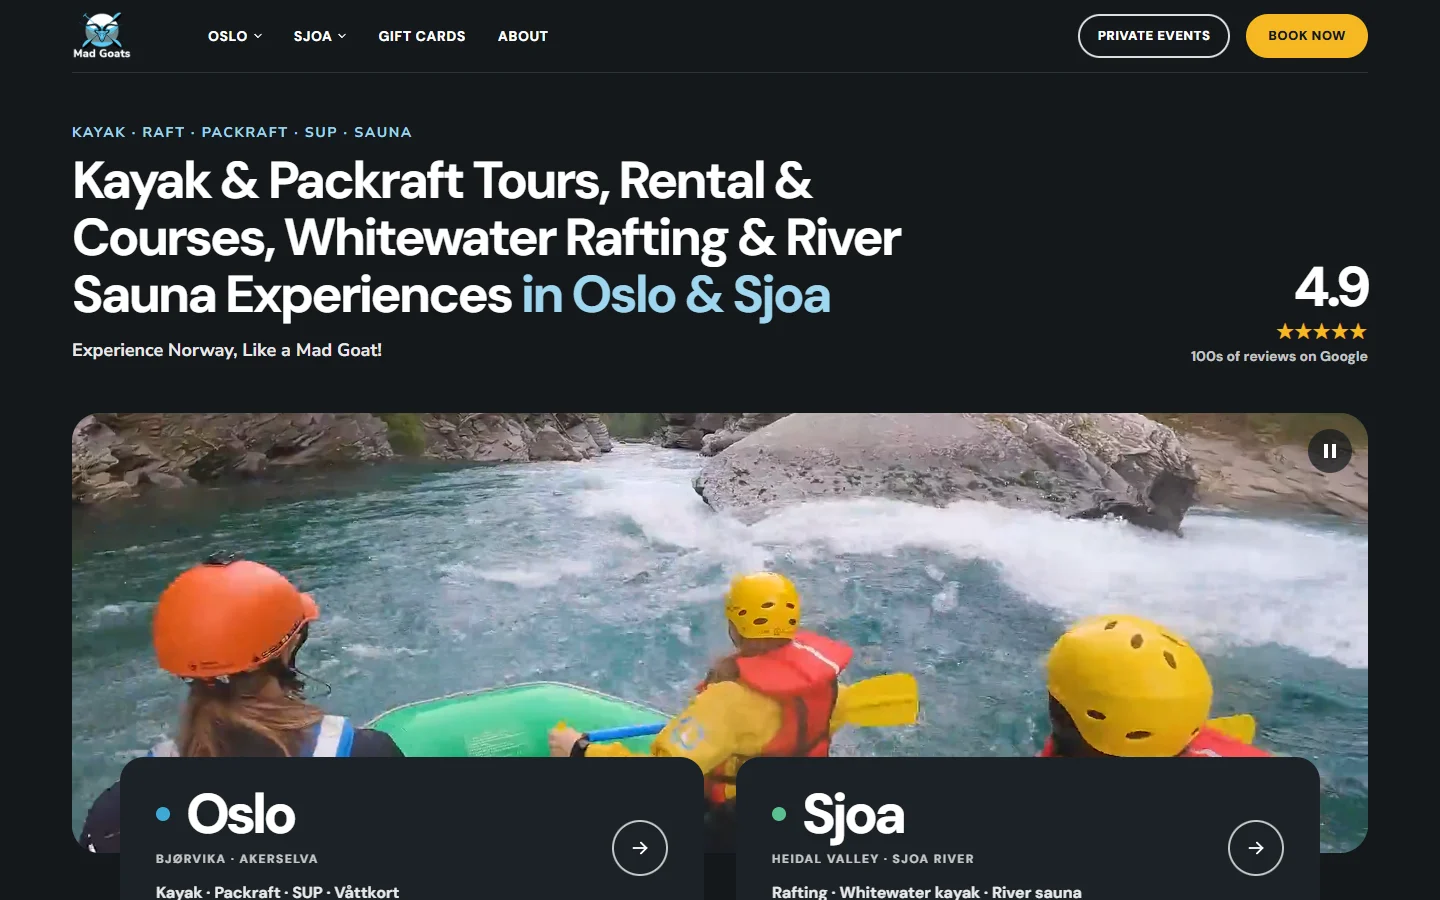 Mad Goats
OSLO
SJOA
GIFT CARDS
ABOUT
PRIVATE EVENTS
BOOK NOW
KAYAK · RAFT · PACKRAFT · SUP · SAUNA
Kayak & Packraft Tours, Rental &
Courses, Whitewater Rafting & River
Sauna Experiences in Oslo & Sjoa
Experience Norway, Like a Mad Goat!
4.9
★★★★★
100s of reviews on Google
Oslo
BJØRVIKA · AKERSELVA
Kayak · Packraft · SUP · Våttkort
Sjoa
HEIDAL VALLEY · SJOA RIVER
Rafting · Whitewater kayak · River sauna